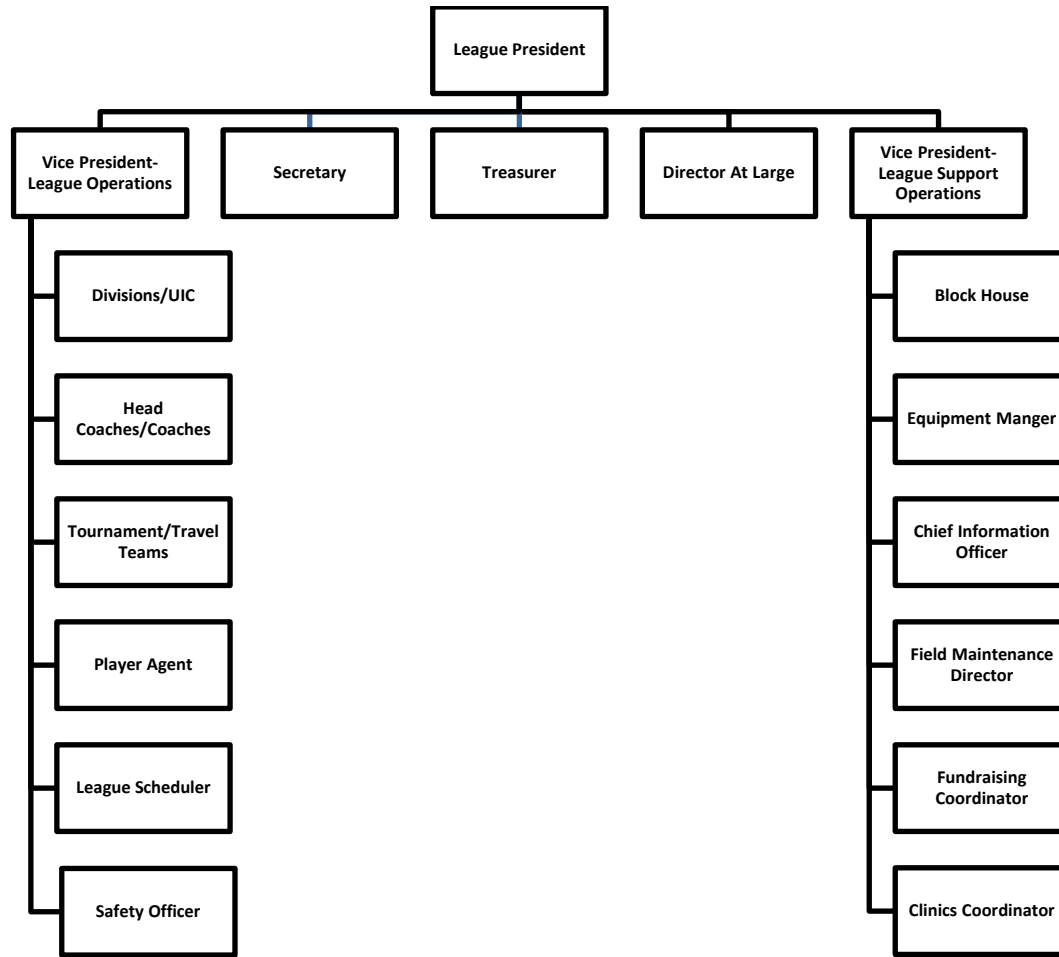 League President
Vice President-
League Operations
Secretary
Treasurer
Director At Large
Vice President-
League Support
Operations
Divisions/UIC
Head
Coaches/Coaches
Tournament/Travel
Teams
Player Agent
League Scheduler
Safety Officer
Block House
Equipment Manger
Chief Information
Officer
Field Maintenance
Director
Fundraising
Coordinator
Clinics Coordinator